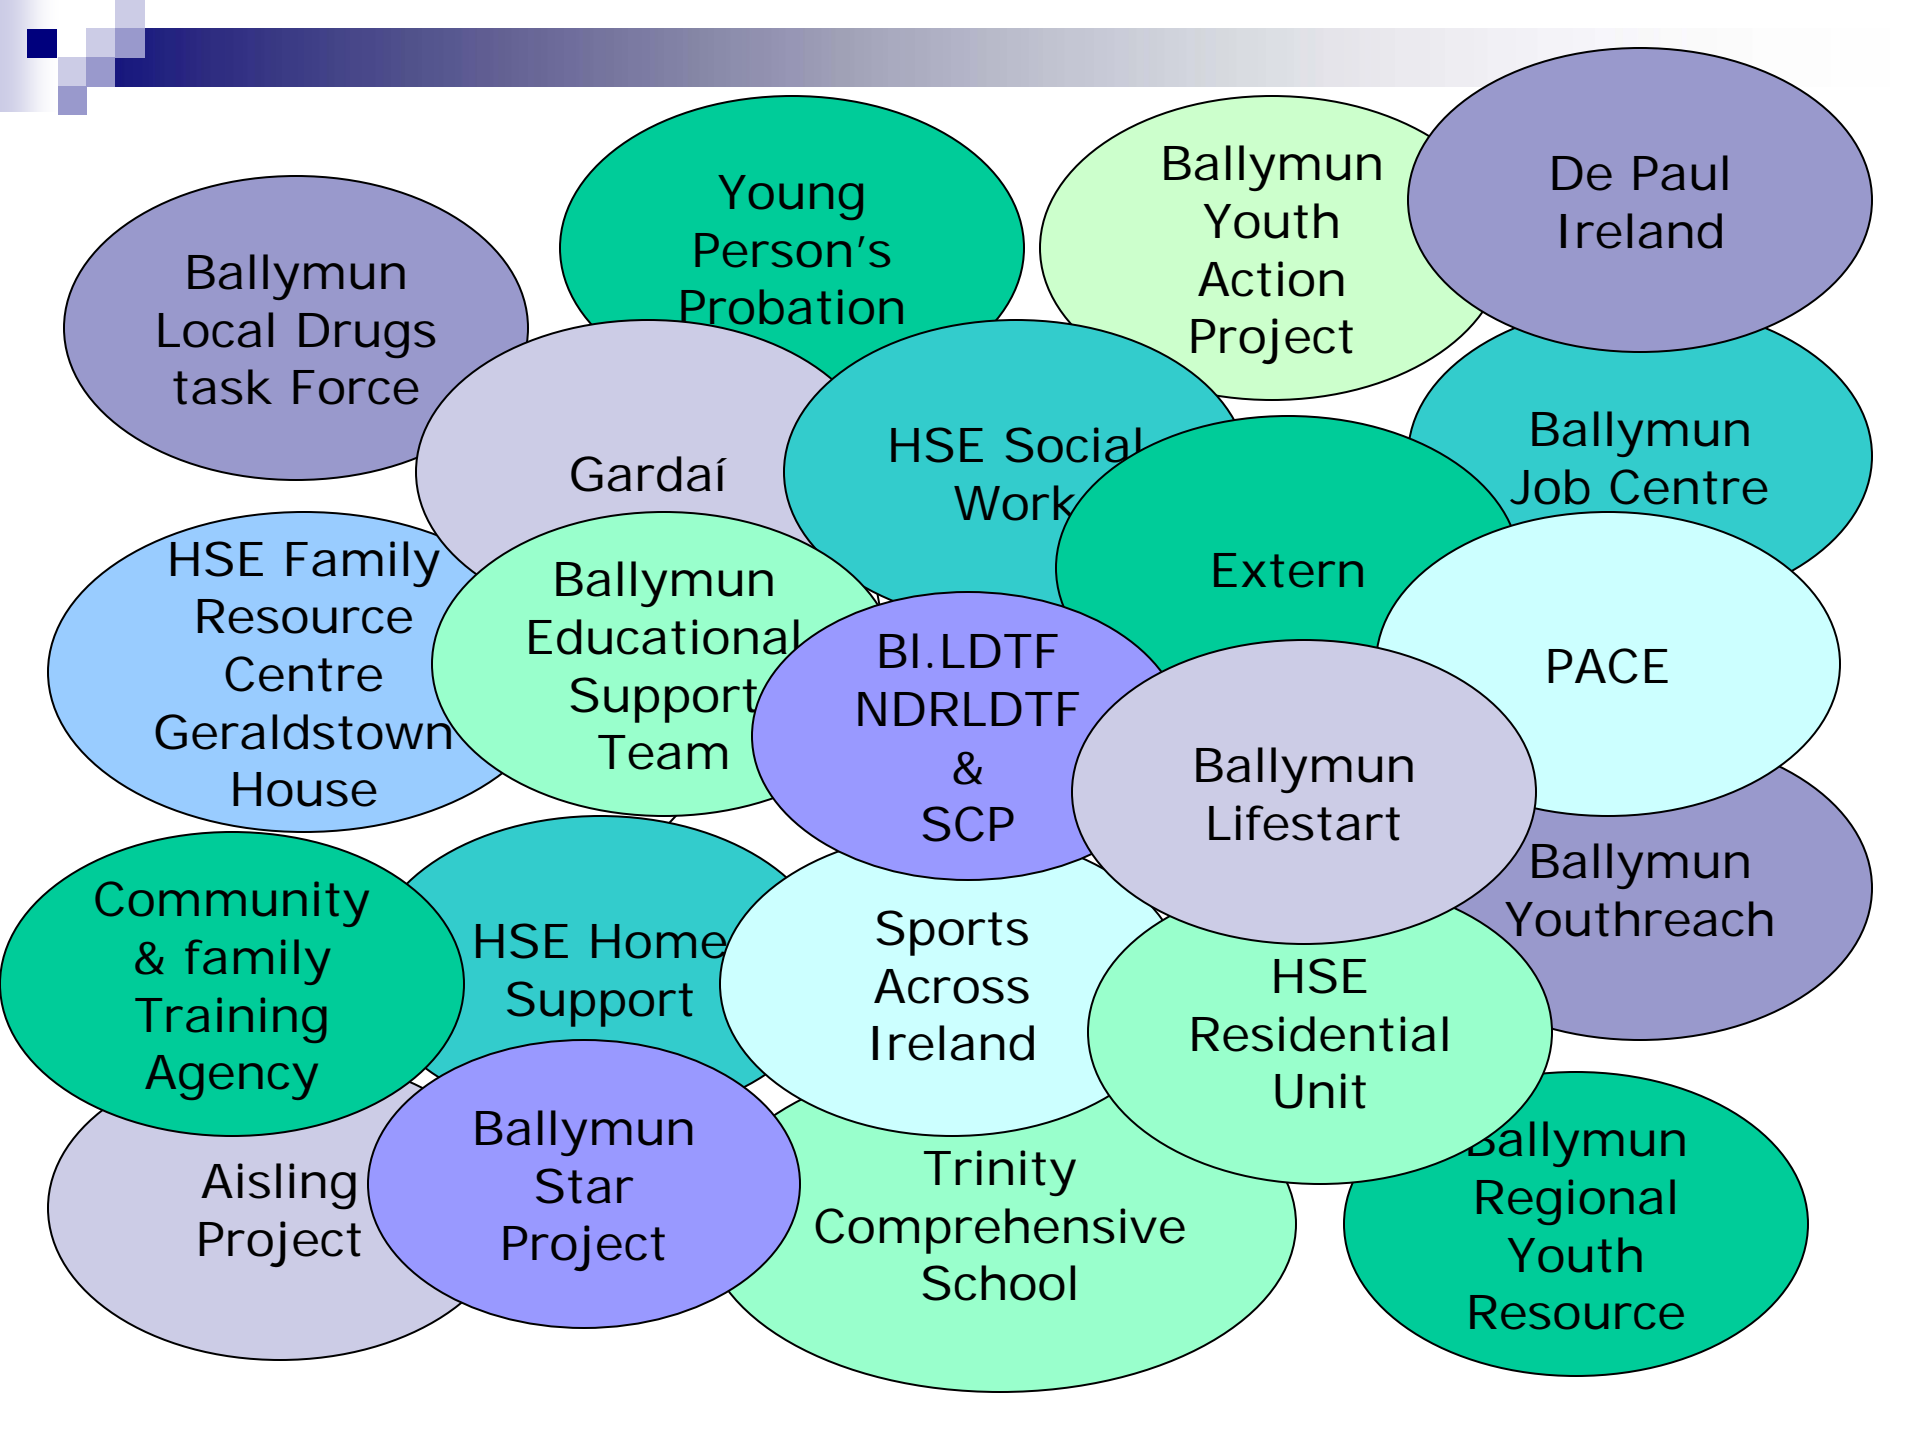 Ballymun
Local Drugs
task Force
Young
Person’s
Probation
Ballymun
Youth
Action
Project
De Paul
Ireland
Gardaí
HSE Social
Work
Extern
Ballymun
Job Centre
HSE Family
Resource
Centre
Geraldstown
House
Ballymun
Educational
Support
Team
Bl.LDTF
NDRLDTF
&
SCP
PACE
Ballymun
Lifestart
Ballymun
Youthreach
Community
& family
Training
Agency
HSE Home
Support
Sports
Across
Ireland
HSE
Residential
Unit
Aisling
Project
Ballymun
Star
Project
Trinity
Comprehensive
School
Ballymun
Regional
Youth
Resource